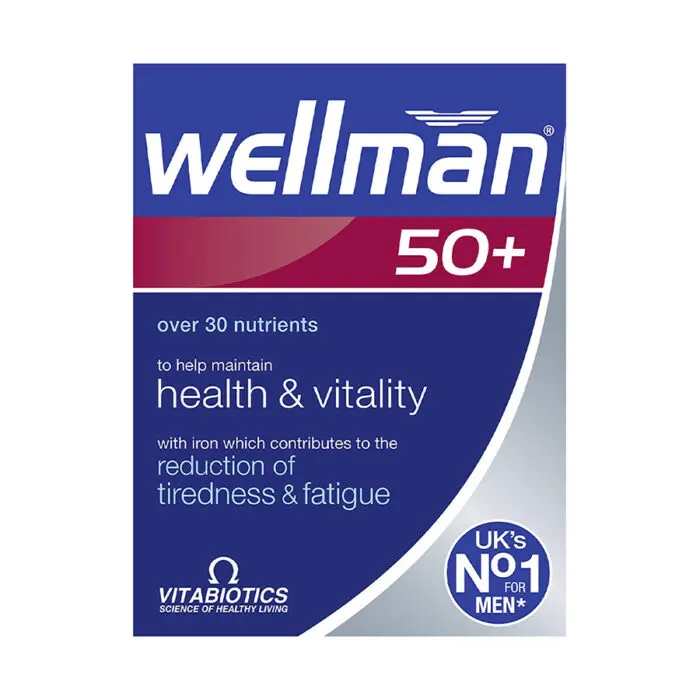 wellman®
50+
over 30 nutrients
to help maintain
health & vitality
with iron which contributes to the
reduction of
tiredness & fatigue
VITABIOTICS
SCIENCE OF HEALTHY LIVING
UK's
Nº1
FOR
MEN*